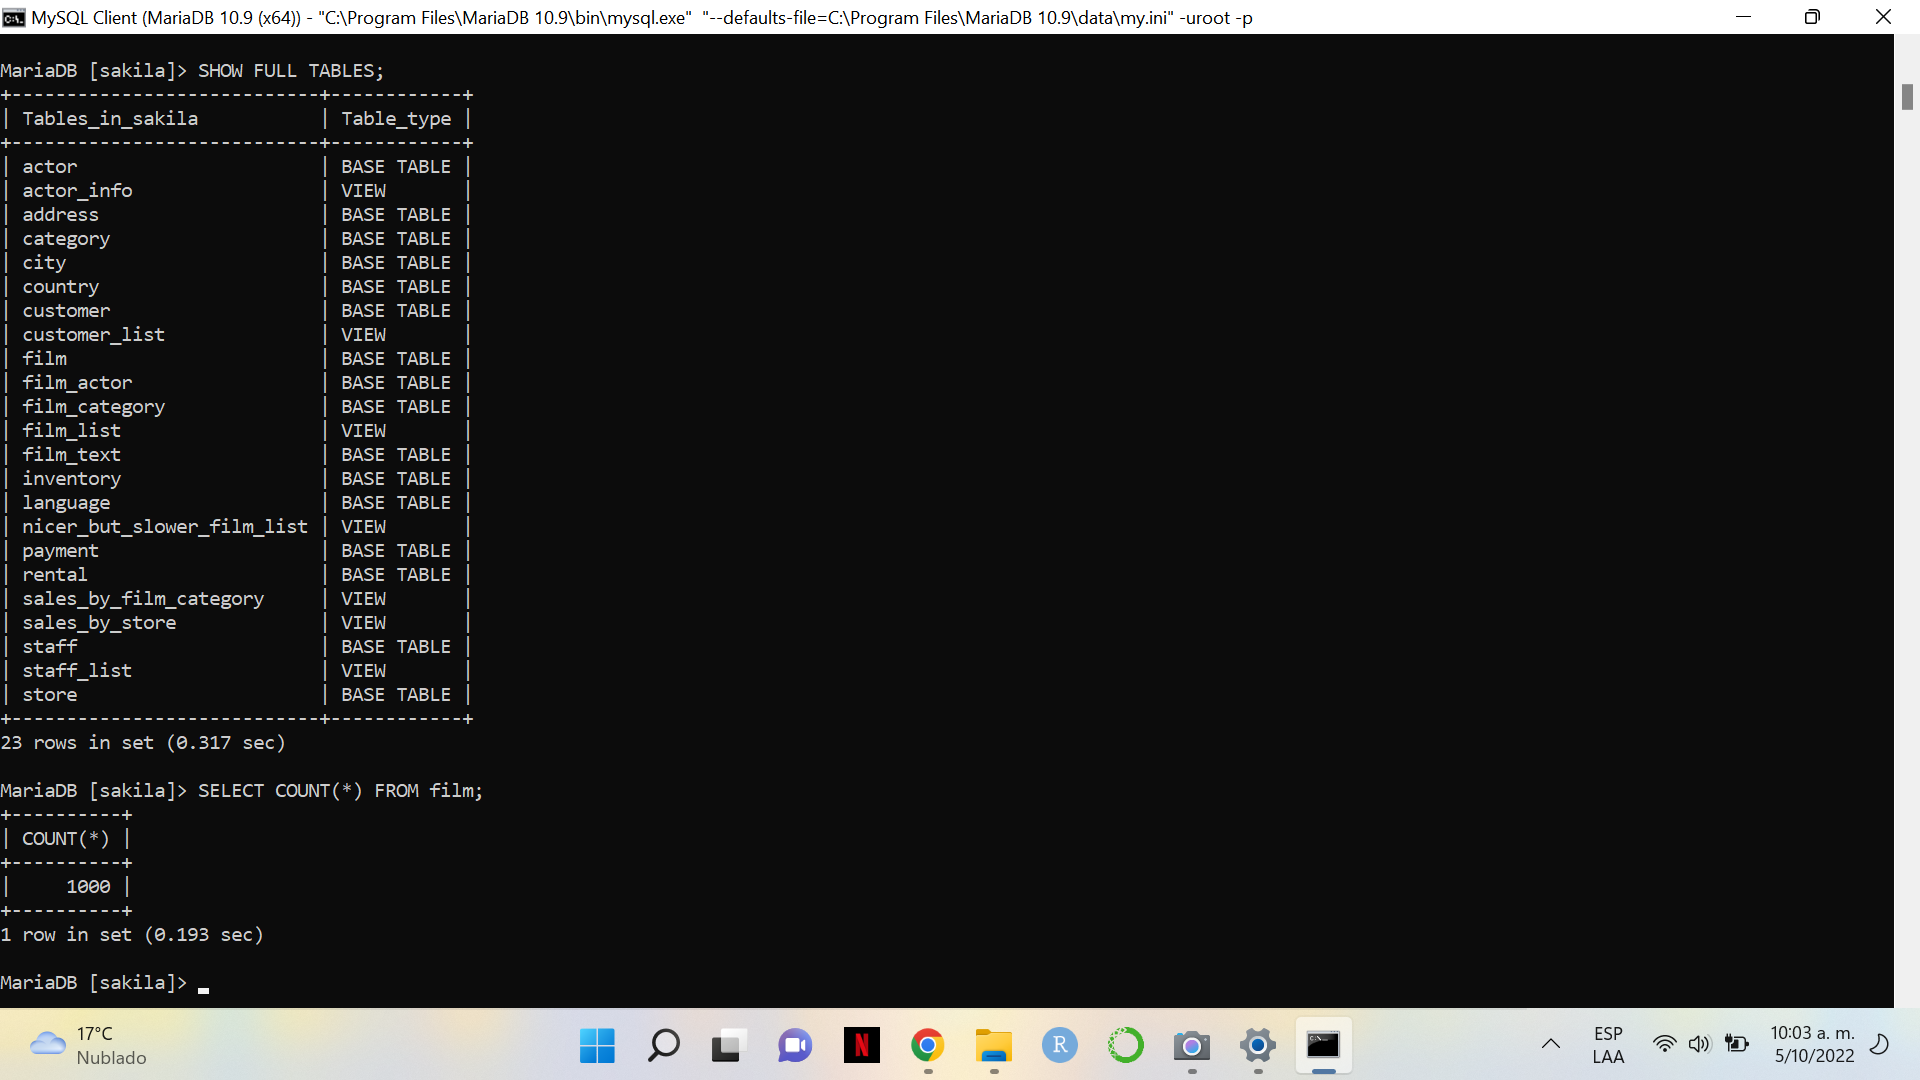 MySQL Client (MariaDB 10.9 (x64)) - "C:\Program Files\MariaDB 10.9\bin\mysql.exe"  "--defaults-file=C:\Program Files\MariaDB 10.9\data\my.ini" -uroot -p
MariaDB [sakila]> SHOW FULL TABLES;
+----------------------------+------------+
| Tables_in_sakila           | Table_type |
+----------------------------+------------+
| actor                      | BASE TABLE |
| actor_info                 | VIEW       |
| address                    | BASE TABLE |
| category                   | BASE TABLE |
| city                       | BASE TABLE |
| country                    | BASE TABLE |
| customer                   | BASE TABLE |
| customer_list              | VIEW       |
| film                       | BASE TABLE |
| film_actor                 | BASE TABLE |
| film_category              | BASE TABLE |
| film_list                  | VIEW       |
| film_text                  | BASE TABLE |
| inventory                  | BASE TABLE |
| language                   | BASE TABLE |
| nicer_but_slower_film_list | VIEW       |
| payment                    | BASE TABLE |
| rental                     | BASE TABLE |
| sales_by_film_category     | VIEW       |
| sales_by_store             | VIEW       |
| staff                      | BASE TABLE |
| staff_list                 | VIEW       |
| store                      | BASE TABLE |
+----------------------------+------------+
23 rows in set (0.317 sec)
MariaDB [sakila]> SELECT COUNT(*) FROM film;
+----------+
| COUNT(*) |
+----------+
|     1000 |
+----------+
1 row in set (0.193 sec)
MariaDB [sakila]>
17°C
Nublado
N
R
ESP
LAA
10:03 a. m.
5/10/2022